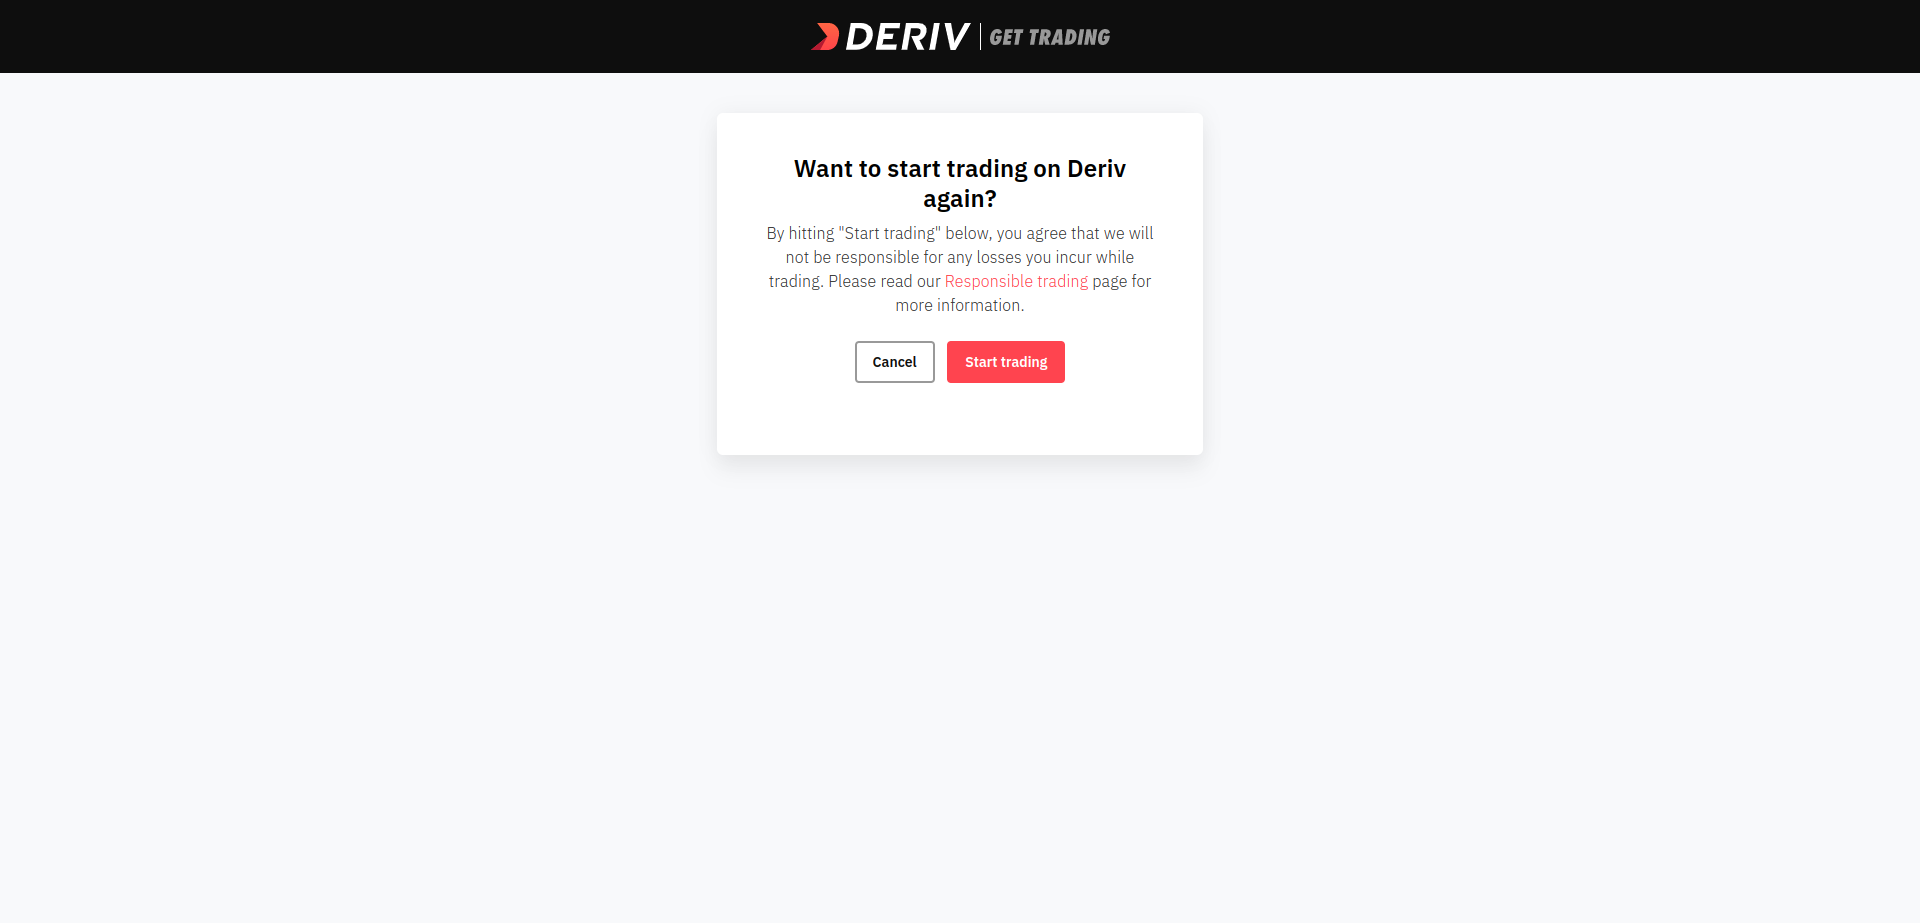 DERIV | GET TRADING
Want to start trading on Deriv
again?
By hitting "Start trading" below, you agree that we will
not be responsible for any losses you incur while
trading. Please read our Responsible trading page for
more information.
Cancel
Start trading